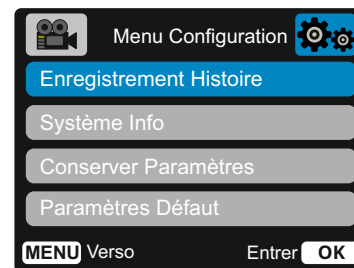 Menu Configuration
Enregistrement Histoire
Système Info
Conserver Paramètres
Paramètres Défaut
MENU Verso Entrer OK